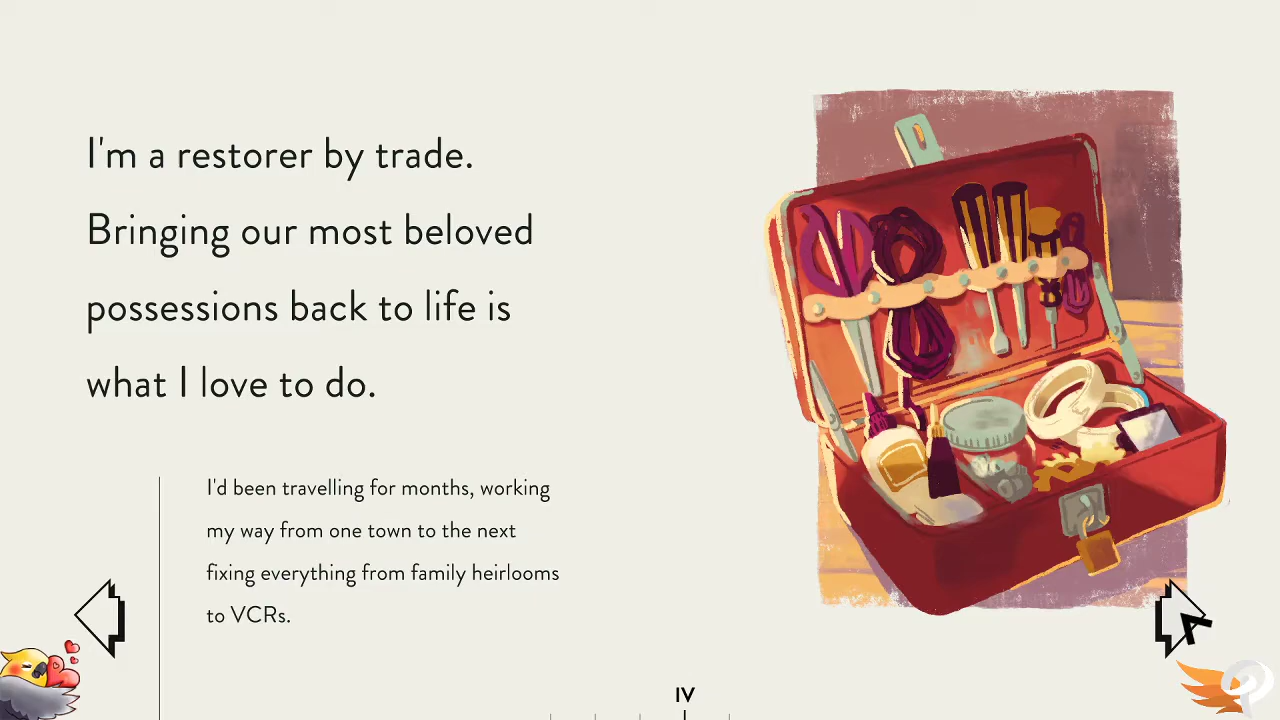 I'm a restorer by trade.
Bringing our most beloved
possessions back to life is
what I love to do.
I'd been travelling for months, working
my way from one town to the next
fixing everything from family heirlooms
to VCRs.
IV